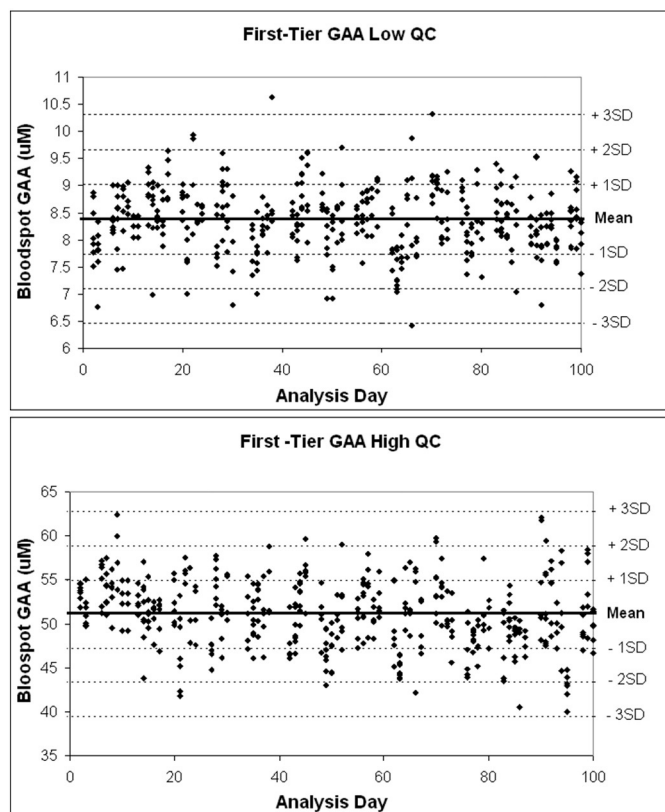 First-Tier GAA Low QC
Bloodspot GAA (uM)
11
10.5
10
9.5
9
8.5
8
7.5
7
6.5
6
+ 3SD
+ 2SD
+ 1SD
Mean
- 1SD
- 2SD
- 3SD
0 20 40 60 80 100
Analysis Day
First -Tier GAA High QC
Bloospot GAA (uM)
65
60
55
50
45
40
35
+ 3SD
+ 2SD
+ 1SD
Mean
- 1SD
- 2SD
- 3SD
0 20 40 60 80 100
Analysis Day